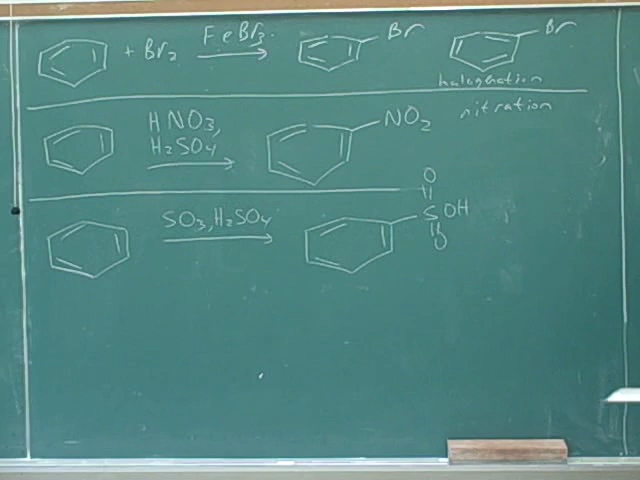 + Br₂ FeBr₃ Br Br
halogenation
HNO₃, H₂SO₄ NO₂ nitration
SO₃, H₂SO₄ O S OH O